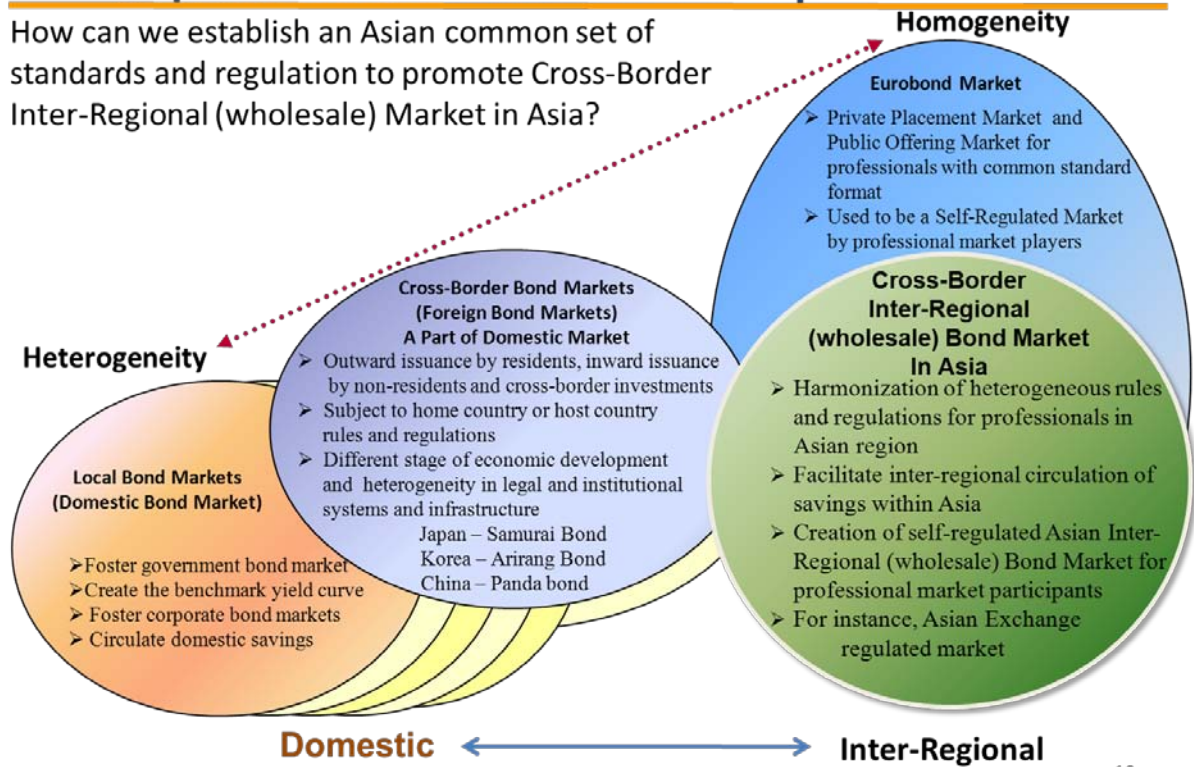 How can we establish an Asian common set of
standards and regulation to promote Cross-Border
Inter-Regional (wholesale) Market in Asia?
Homogeneity
Eurobond Market
➢ Private Placement Market and
Public Offering Market for
professionals with common standard
format
➢ Used to be a Self-Regulated Market
by professional market players
Cross-Border Bond Markets
(Foreign Bond Markets)
A Part of Domestic Market
➢ Outward issuance by residents, inward issuance
by non-residents and cross-border investments
➢ Subject to home country or host country
rules and regulations
➢ Different stage of economic development
and heterogeneity in legal and institutional
systems and infrastructure
Japan – Samurai Bond
Korea – Arirang Bond
China – Panda bond
Cross-Border
Inter-Regional
(wholesale) Bond Market
In Asia
➢ Harmonization of heterogeneous rules
and regulations for professionals in
Asian region
➢ Facilitate inter-regional circulation of
savings within Asia
➢ Creation of self-regulated Asian Inter-
Regional (wholesale) Bond Market for
professional market participants
➢ For instance, Asian Exchange
regulated market
Heterogeneity
Local Bond Markets
(Domestic Bond Market)
➢Foster government bond market
➢Create the benchmark yield curve
➢ Foster corporate bond markets
➢ Circulate domestic savings
Domestic
Inter-Regional